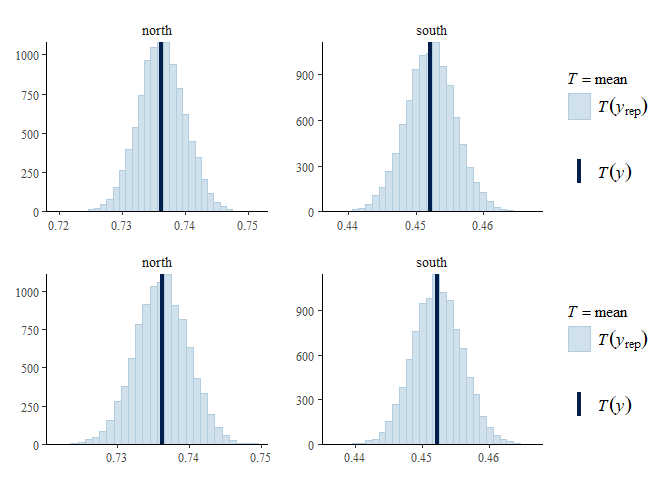 north
south
1000
750
500
250
0
900
600
300
0
0.72 0.73 0.74 0.75
0.44 0.45 0.46
T = mean
T(yrep)
T(y)
north
south
1000
750
500
250
0
900
600
300
0
0.73 0.74 0.75
0.44 0.45 0.46
T = mean
T(yrep)
T(y)